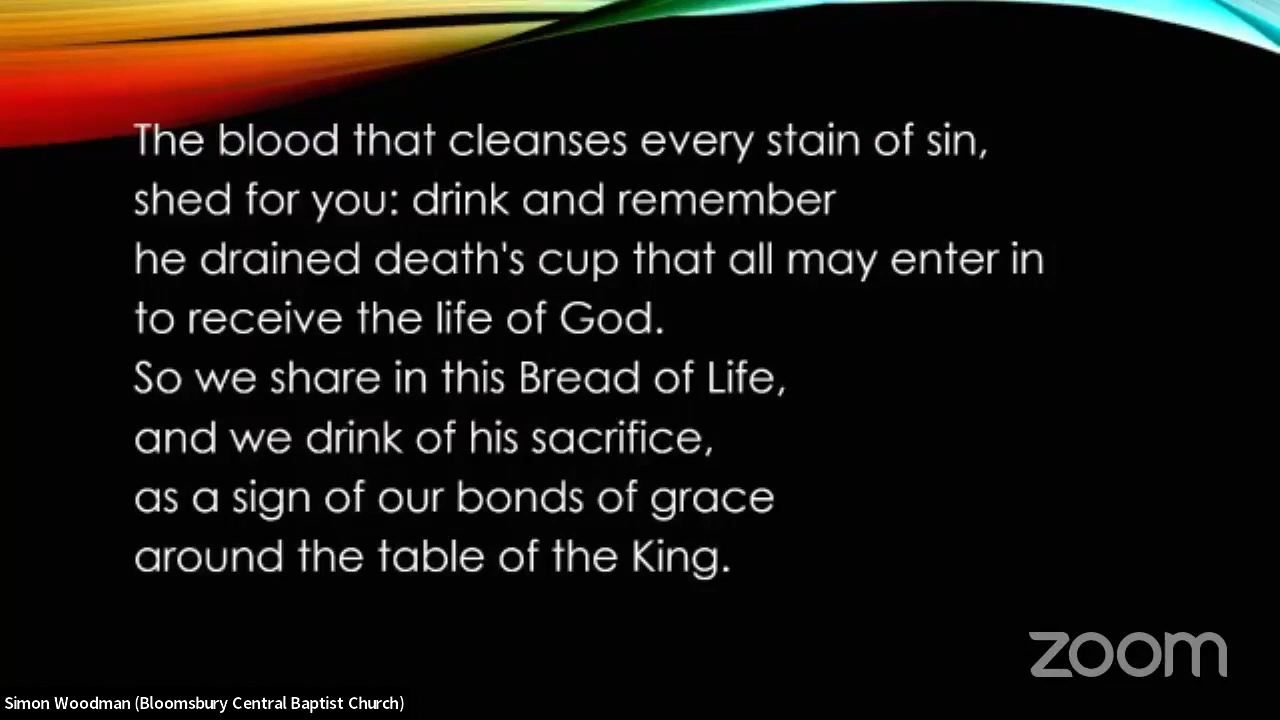 The blood that cleanses every stain of sin,
shed for you: drink and remember
he drained death's cup that all may enter in
to receive the life of God.
So we share in this Bread of Life,
and we drink of his sacrifice,
as a sign of our bonds of grace
around the table of the King.
zoom
Simon Woodman (Bloomsbury Central Baptist Church)